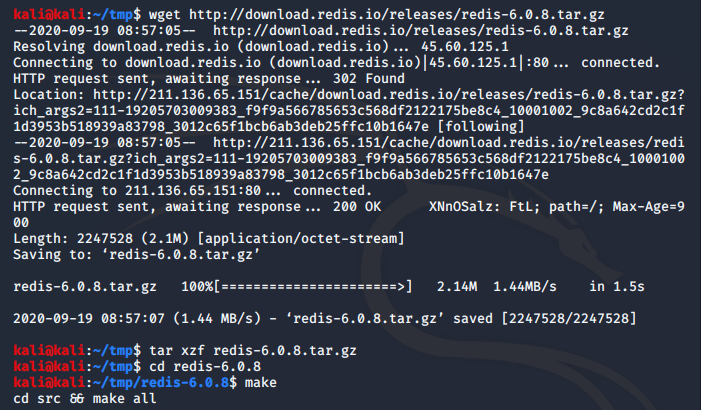 kali@kali:~/tmp$ wget http://download.redis.io/releases/redis-6.0.8.tar.gz
--2020-09-19 08:57:05--  http://download.redis.io/releases/redis-6.0.8.tar.gz
Resolving download.redis.io (download.redis.io)... 45.60.125.1
Connecting to download.redis.io (download.redis.io)|45.60.125.1|:80... connected.
HTTP request sent, awaiting response... 302 Found
Location: http://211.136.65.151/cache/download.redis.io/releases/redis-6.0.8.tar.gz?
ich_args2=111-19205703009383_f9f9a566785653c568df2122175be8c4_10001002_9c8a642cd2c1f
1d3953b518939a83798_3012c65f1bcb6ab3deb25ffc10b1647e [following]
--2020-09-19 08:57:05--  http://211.136.65.151/cache/download.redis.io/releases/redi
s-6.0.8.tar.gz?ich_args2=111-19205703009383_f9f9a566785653c568df2122175be8c4_1000100
2_9c8a642cd2c1f1d3953b518939a83798_3012c65f1bcb6ab3deb25ffc10b1647e
Connecting to 211.136.65.151:80... connected.
HTTP request sent, awaiting response... 200 OK      XNnOSalz: FtL; path=/; Max-Age=9
00
Length: 2247528 (2.1M) [application/octet-stream]
Saving to: ‘redis-6.0.8.tar.gz’
redis-6.0.8.tar.gz   100%[=======================>]   2.14M  1.44MB/s    in 1.5s
2020-09-19 08:57:07 (1.44 MB/s) - ‘redis-6.0.8.tar.gz’ saved [2247528/2247528]
kali@kali:~/tmp$ tar xzf redis-6.0.8.tar.gz
kali@kali:~/tmp$ cd redis-6.0.8
kali@kali:~/tmp/redis-6.0.8$ make
cd src && make all